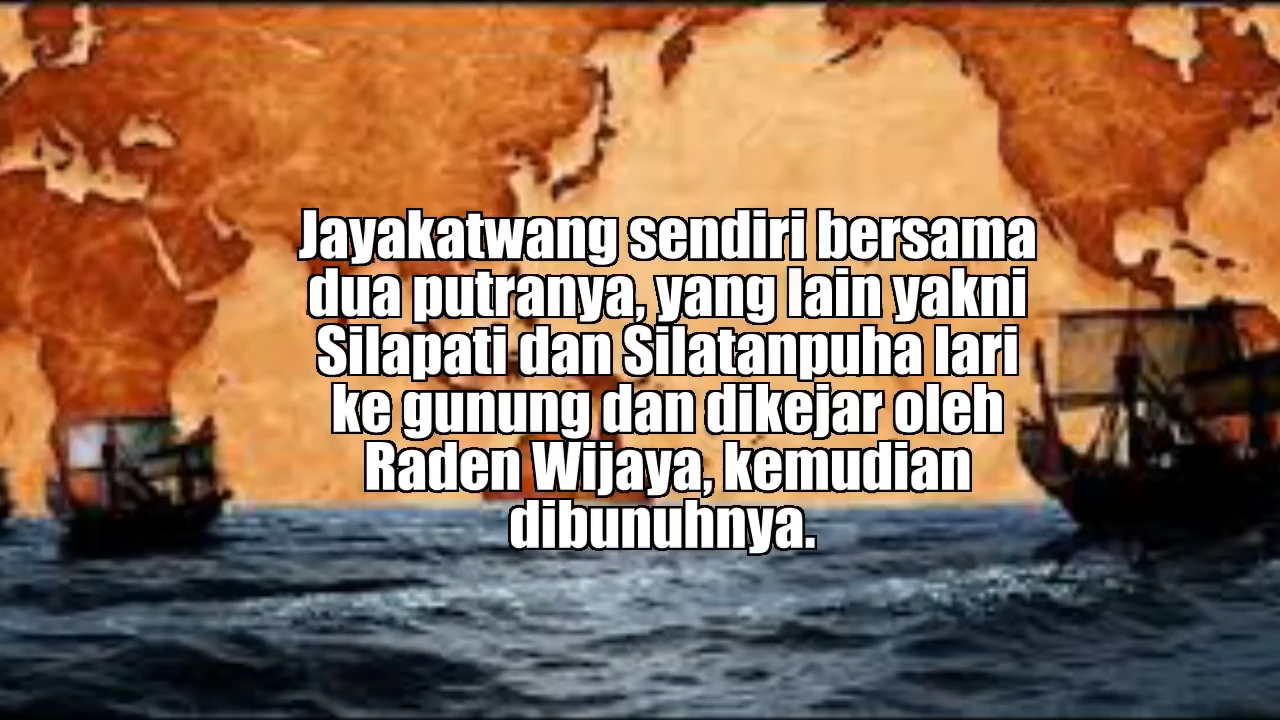 Jayakatwang sendiri bersama
dua putranya, yang lain yakni
Silapati dan Silatanpuha lari
ke gunung dan dikejar oleh
Raden Wijaya, kemudian
dibunuhnya.